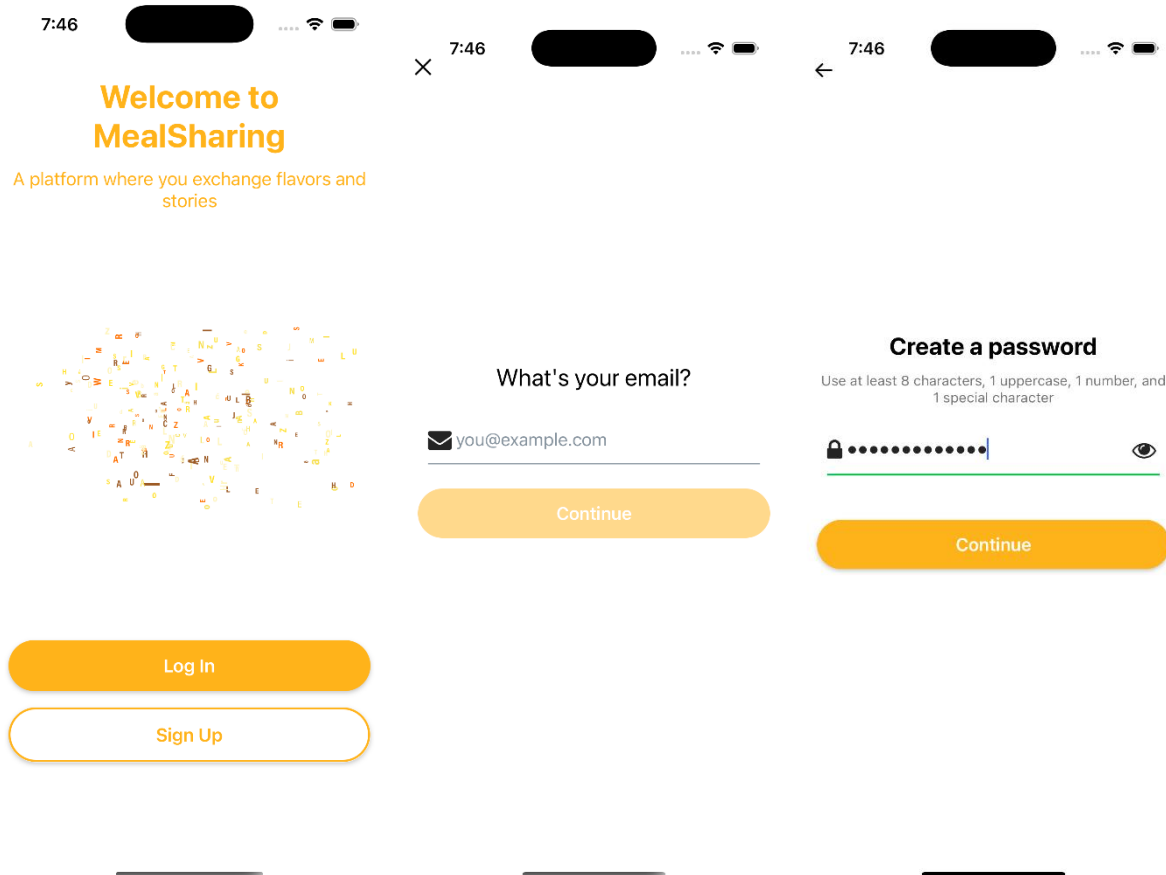 7:46
Welcome to
MealSharing
A platform where you exchange flavors and
stories
Log In
Sign Up
7:46
What's your email?
you@example.com
Continue
7:46
Create a password
Use at least 8 characters, 1 uppercase, 1 number, and
1 special character
•••••••••••••
Continue